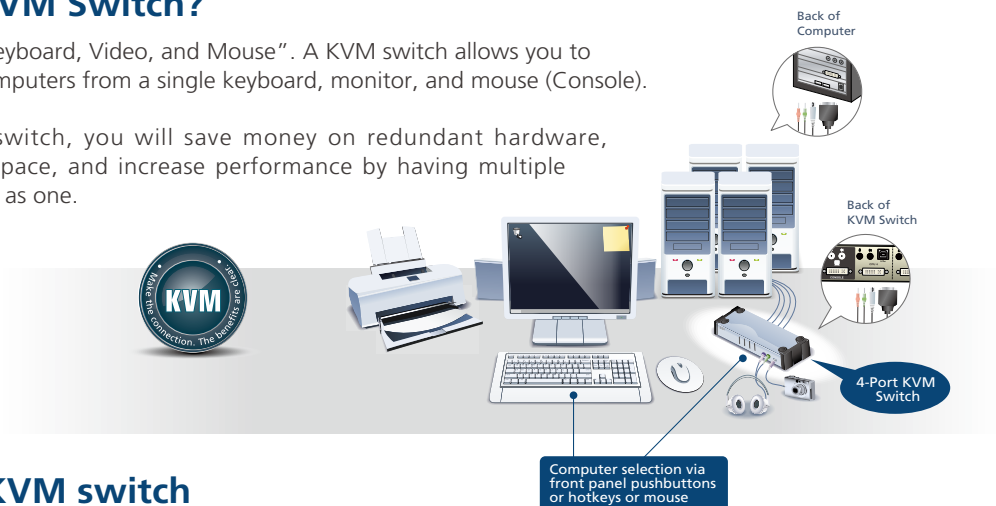 VM Switch?
eyboard, Video, and Mouse”. A KVM switch allows you to
mputers from a single keyboard, monitor, and mouse (Console).
switch, you will save money on redundant hardware,
pace, and increase performance by having multiple
as one.
Back of
Computer
Back of
KVM Switch
Make the connection. The benefits are clear.
KVM
4-Port KVM
Switch
Computer selection via
front panel pushbuttons
or hotkeys or mouse
KVM switch